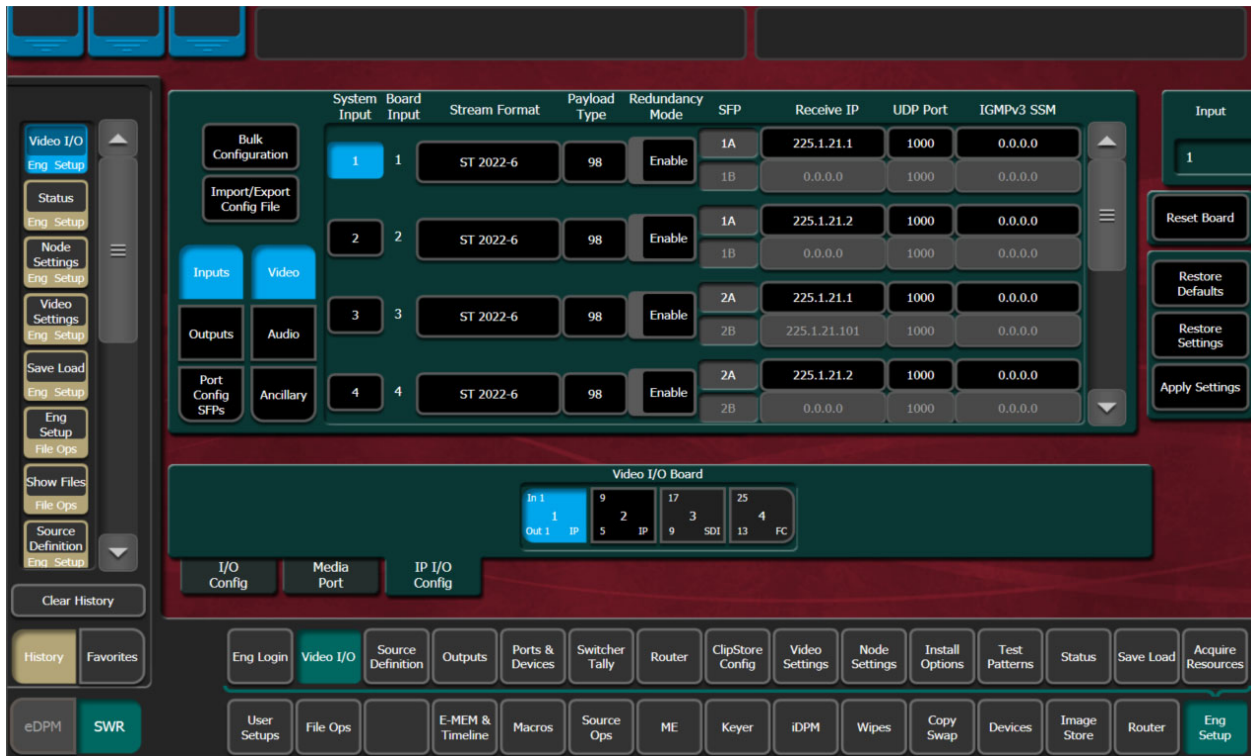 System Input
Board Input
Stream Format
Payload Type
Redundancy Mode
SFP
Receive IP
UDP Port
IGMPv3 SSM
Input
Video I/O
Eng Setup
Status
Eng Setup
Node Settings
Eng Setup
Video Settings
Eng Setup
Save Load
Eng Setup
Eng Setup
File Ops
Show Files
File Ops
Source Definition
Eng Setup
Clear History
History
Favorites
eDPM
SWR
Bulk Configuration
Import/Export Config File
Inputs
Video
Outputs
Audio
Port Config SFPs
Ancillary
1 1 ST 2022-6 98 Enable 1A 225.1.21.1 1000 0.0.0.0
1B 0.0.0.0 1000 0.0.0.0
2 2 ST 2022-6 98 Enable 1A 225.1.21.2 1000 0.0.0.0
1B 0.0.0.0 1000 0.0.0.0
3 3 ST 2022-6 98 Enable 2A 225.1.21.1 1000 0.0.0.0
2B 225.1.21.101 1000 0.0.0.0
4 4 ST 2022-6 98 Enable 2A 225.1.21.2 1000 0.0.0.0
2B 0.0.0.0 1000 0.0.0.0
1
Reset Board
Restore Defaults
Restore Settings
Apply Settings
Video I/O Board
In 1 1 Out 1 IP
9 2 5 IP
17 3 9 SDI
25 4 13 FC
I/O Config
Media Port
IP I/O Config
Eng Login
Video I/O
Source Definition
Outputs
Ports & Devices
Switcher Tally
Router
ClipStore Config
Video Settings
Node Settings
Install Options
Test Patterns
Status
Save Load
Acquire Resources
User Setups
File Ops
E-MEM & Timeline
Macros
Source Ops
ME
Keyer
iDPM
Wipes
Copy Swap
Devices
Image Store
Router
Eng Setup